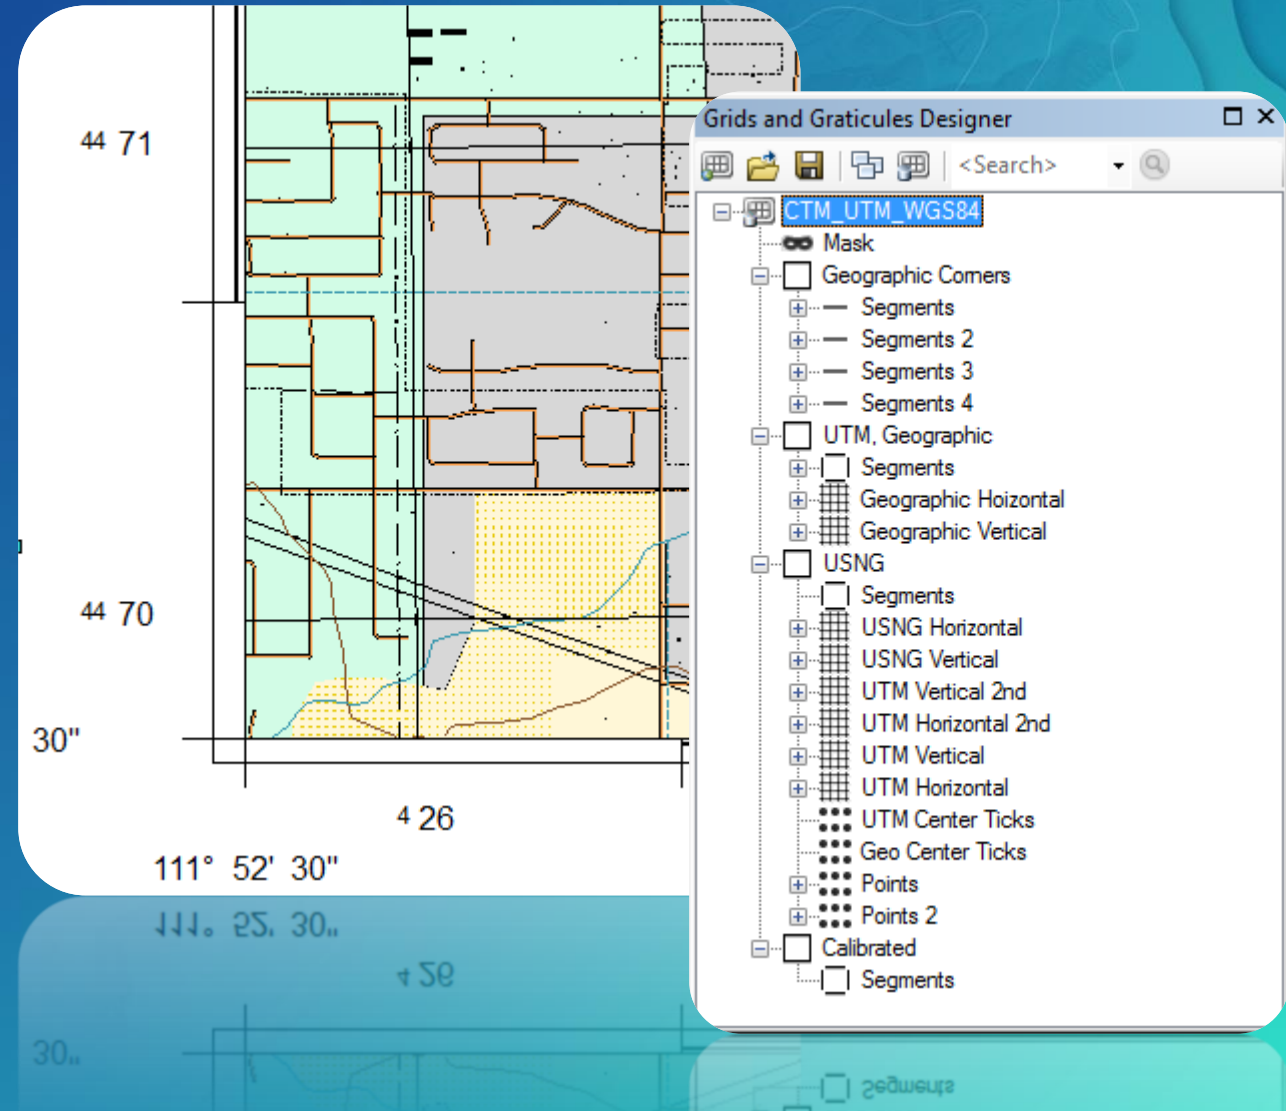 44 71
44 70
30"
4 26
111° 52' 30"
Grids and Graticules Designer
<Search>
CTM_UTM_WGS84
Mask
Geographic Corners
Segments
Segments 2
Segments 3
Segments 4
UTM, Geographic
Segments
Geographic Hoizontal
Geographic Vertical
USNG
Segments
USNG Horizontal
USNG Vertical
UTM Vertical 2nd
UTM Horizontal 2nd
UTM Vertical
UTM Horizontal
UTM Center Ticks
Geo Center Ticks
Points
Points 2
Calibrated
Segments